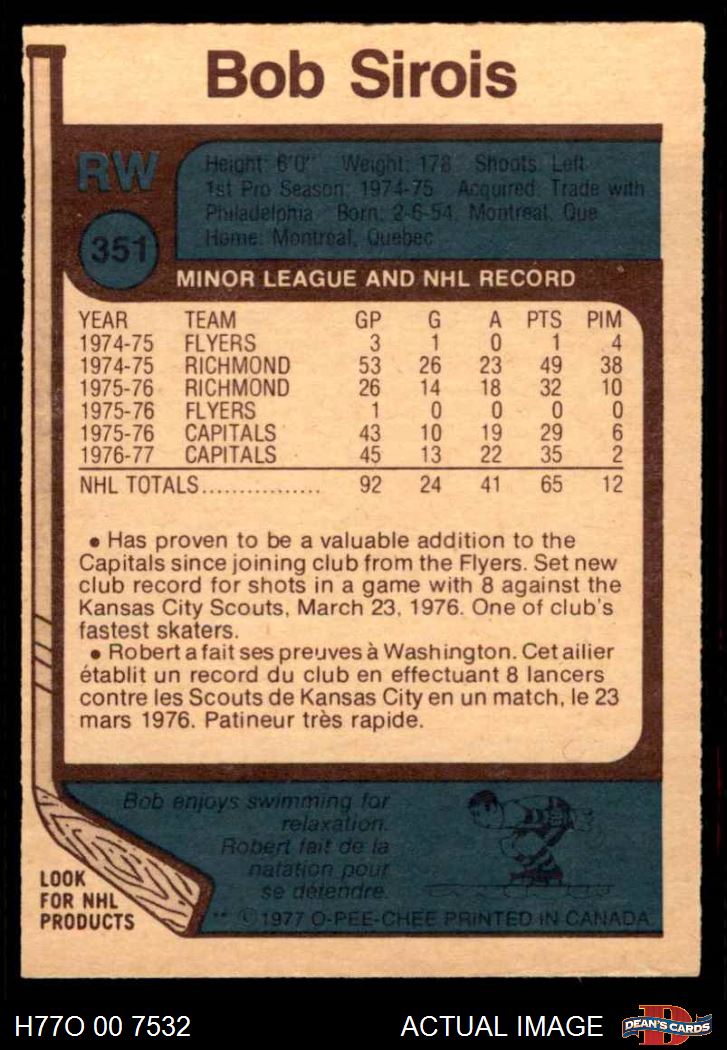 Bob Sirois
RW
351
Height: 6'0" Weight: 178 Shoots: Left
1st Pro Season: 1974-75 Acquired: Trade with
Philadelphia Born: 2-6-54, Montreal, Que
Home: Montreal, Quebec
MINOR LEAGUE AND NHL RECORD
YEAR TEAM GP G A PTS PIM
1974-75 FLYERS 3 1 0 1 4
1974-75 RICHMOND 53 26 23 49 38
1975-76 RICHMOND 26 14 18 32 10
1975-76 FLYERS 1 0 0 0 0
1975-76 CAPITALS 43 10 19 29 6
1976-77 CAPITALS 45 13 22 35 2
NHL TOTALS................ 92 24 41 65 12
• Has proven to be a valuable addition to the
Capitals since joining club from the Flyers. Set new
club record for shots in a game with 8 against the
Kansas City Scouts, March 23, 1976. One of club's
fastest skaters.
• Robert a fait ses preuves à Washington. Cet ailier
établit un record du club en effectuant 8 lancers
contre les Scouts de Kansas City en un match, le 23
mars 1976. Patineur très rapide.
Bob enjoys swimming for
relaxation.
Robert fait de la
natation pour
se détendre.
LOOK
FOR NHL
PRODUCTS
** ©1977 O-PEE-CHEE PRINTED IN CANADA
H77O 00 7532 ACTUAL IMAGE
D
DEAN'S CARDS